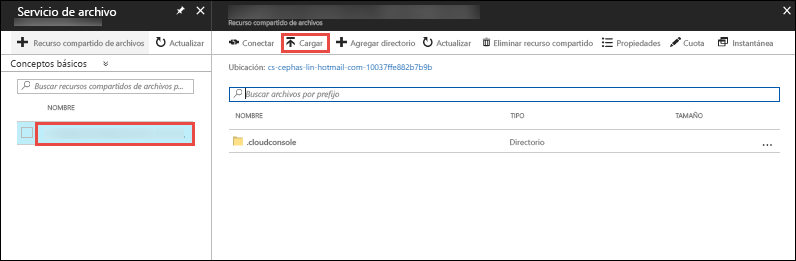 Servicio de archivo
Recurso compartido de archivos
Actualizar
Conceptos básicos
Buscar recursos compartidos de archivos p...
NOMBRE
Recurso compartido de archivos
Conectar
Cargar
Agregar directorio
Actualizar
Eliminar recurso compartido
Propiedades
Cuota
Instantánea
Ubicación: cs-cephas-lin-hotmail-com-10037ffe882b7b9b
Buscar archivos por prefijo
NOMBRE TIPO TAMAÑO
.cloudconsole Directorio ...